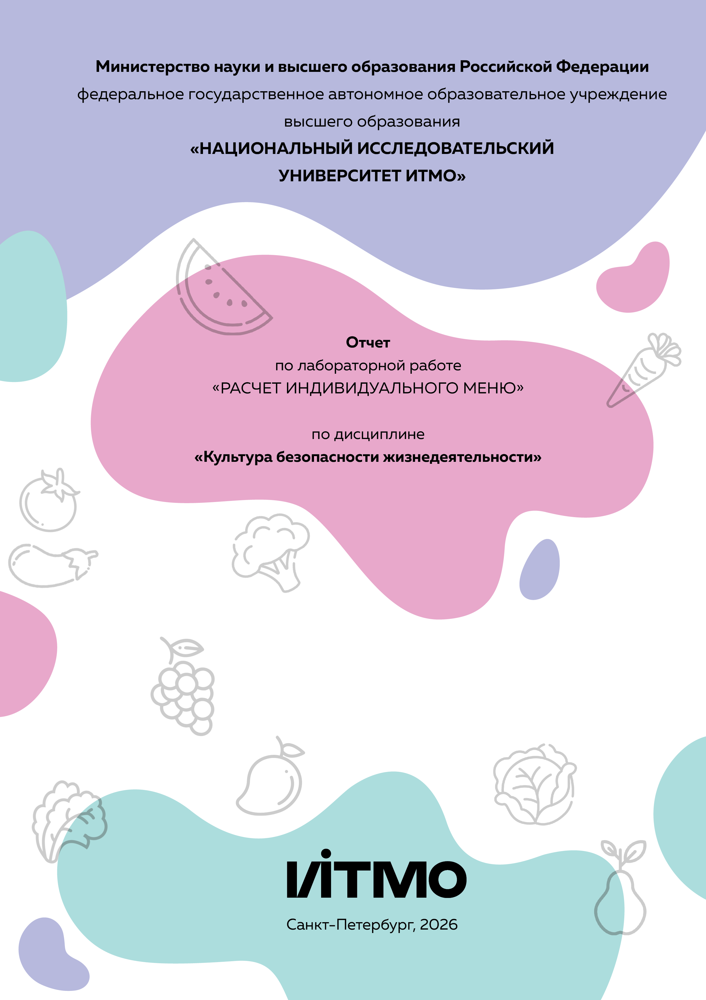 Министерство науки и высшего образования Российской Федерации
федеральное государственное автономное образовательное учреждение
высшего образования
«НАЦИОНАЛЬНЫЙ ИССЛЕДОВАТЕЛЬСКИЙ
УНИВЕРСИТЕТ ИТМО»
Отчет
по лабораторной работе
«РАСЧЕТ ИНДИВИДУАЛЬНОГО МЕНЮ»
по дисциплине
«Культура безопасности жизнедеятельности»
ИТМО
Санкт-Петербург, 2026